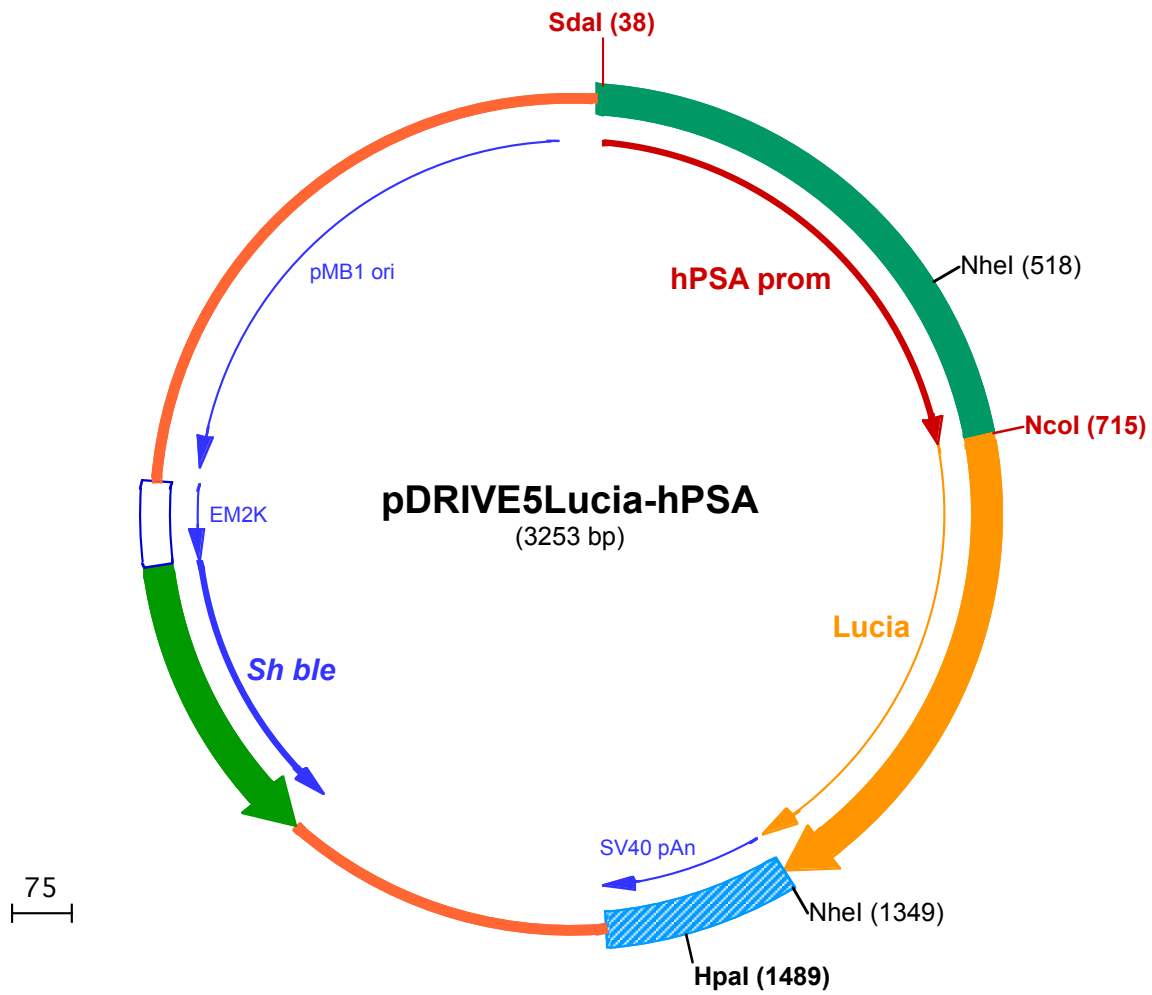 SdaI (38)
pMB1 ori
hPSA prom
NheI (518)
NcoI (715)
pDRIVE5Lucia-hPSA
(3253 bp)
EM2K
Lucia
Sh ble
SV40 pAn
75
NheI (1349)
HpaI (1489)